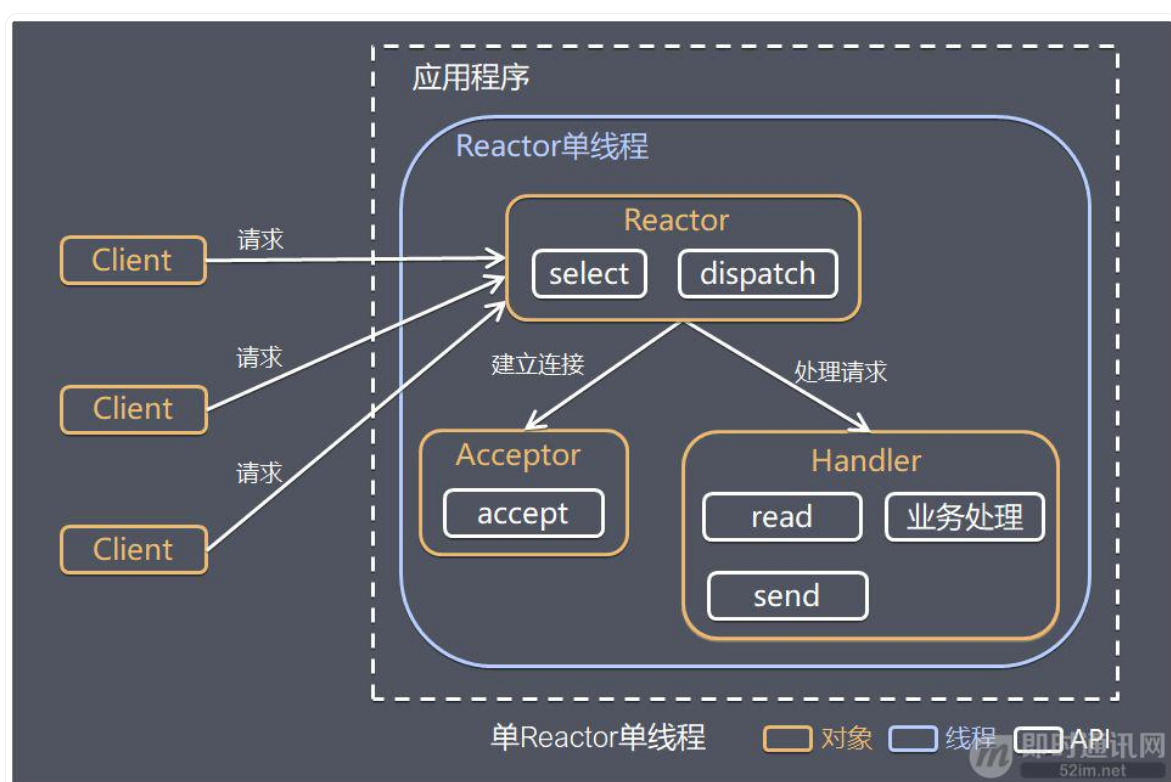 应用程序
Reactor单线程
Reactor
select
dispatch
Client
请求
Client
请求
Client
请求
建立连接
处理请求
Acceptor
accept
Handler
read
业务处理
send
单Reactor单线程
对象
线程
API
即时通讯网
52im.net